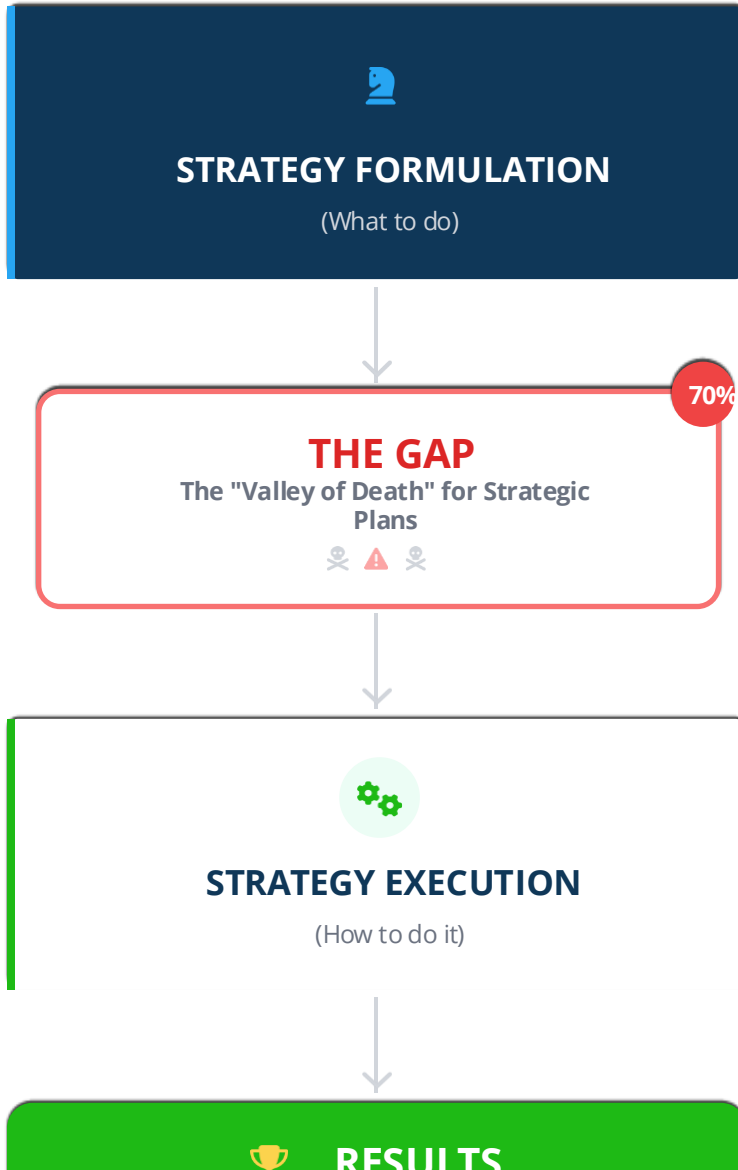 STRATEGY FORMULATION
(What to do)
70%
THE GAP
The "Valley of Death" for Strategic
Plans
STRATEGY EXECUTION
(How to do it)
RESULTS